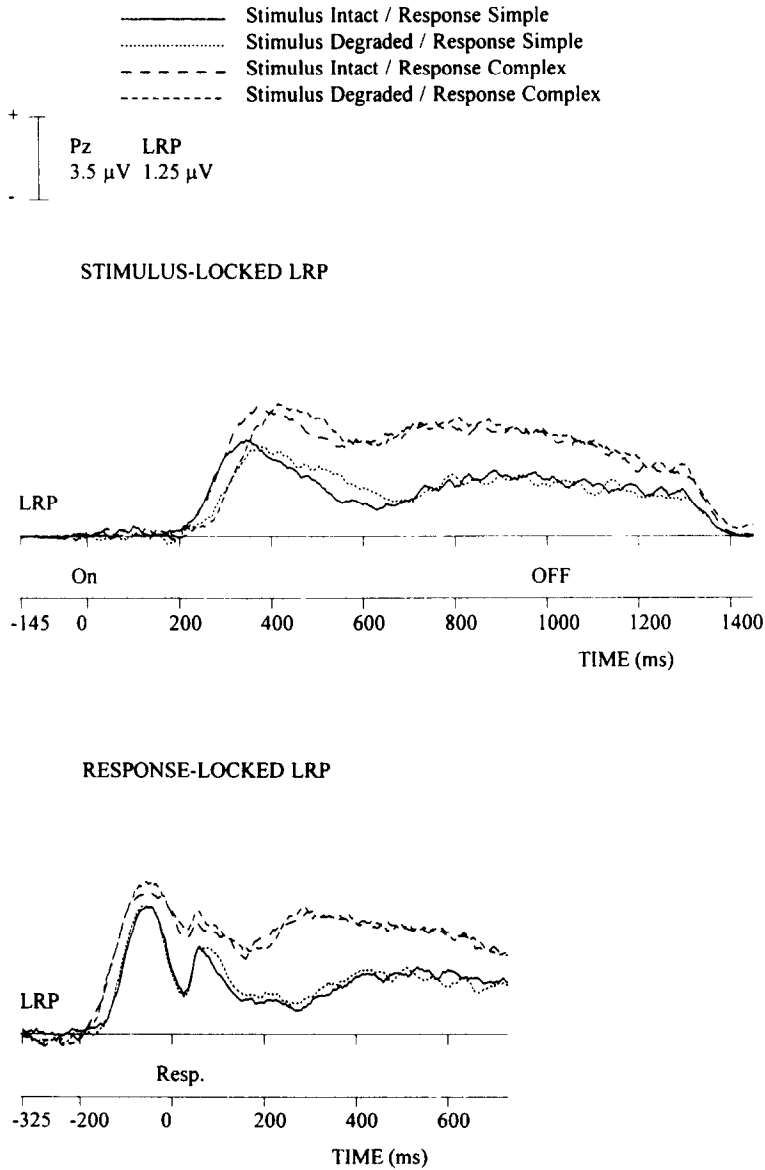 Stimulus Intact / Response Simple
Stimulus Degraded / Response Simple
Stimulus Intact / Response Complex
Stimulus Degraded / Response Complex
+
-
Pz LRP
3.5 µV 1.25 µV
STIMULUS-LOCKED LRP
LRP
On OFF
-145 0 200 400 600 800 1000 1200 1400
TIME (ms)
RESPONSE-LOCKED LRP
LRP
Resp.
-325 -200 0 200 400 600
TIME (ms)